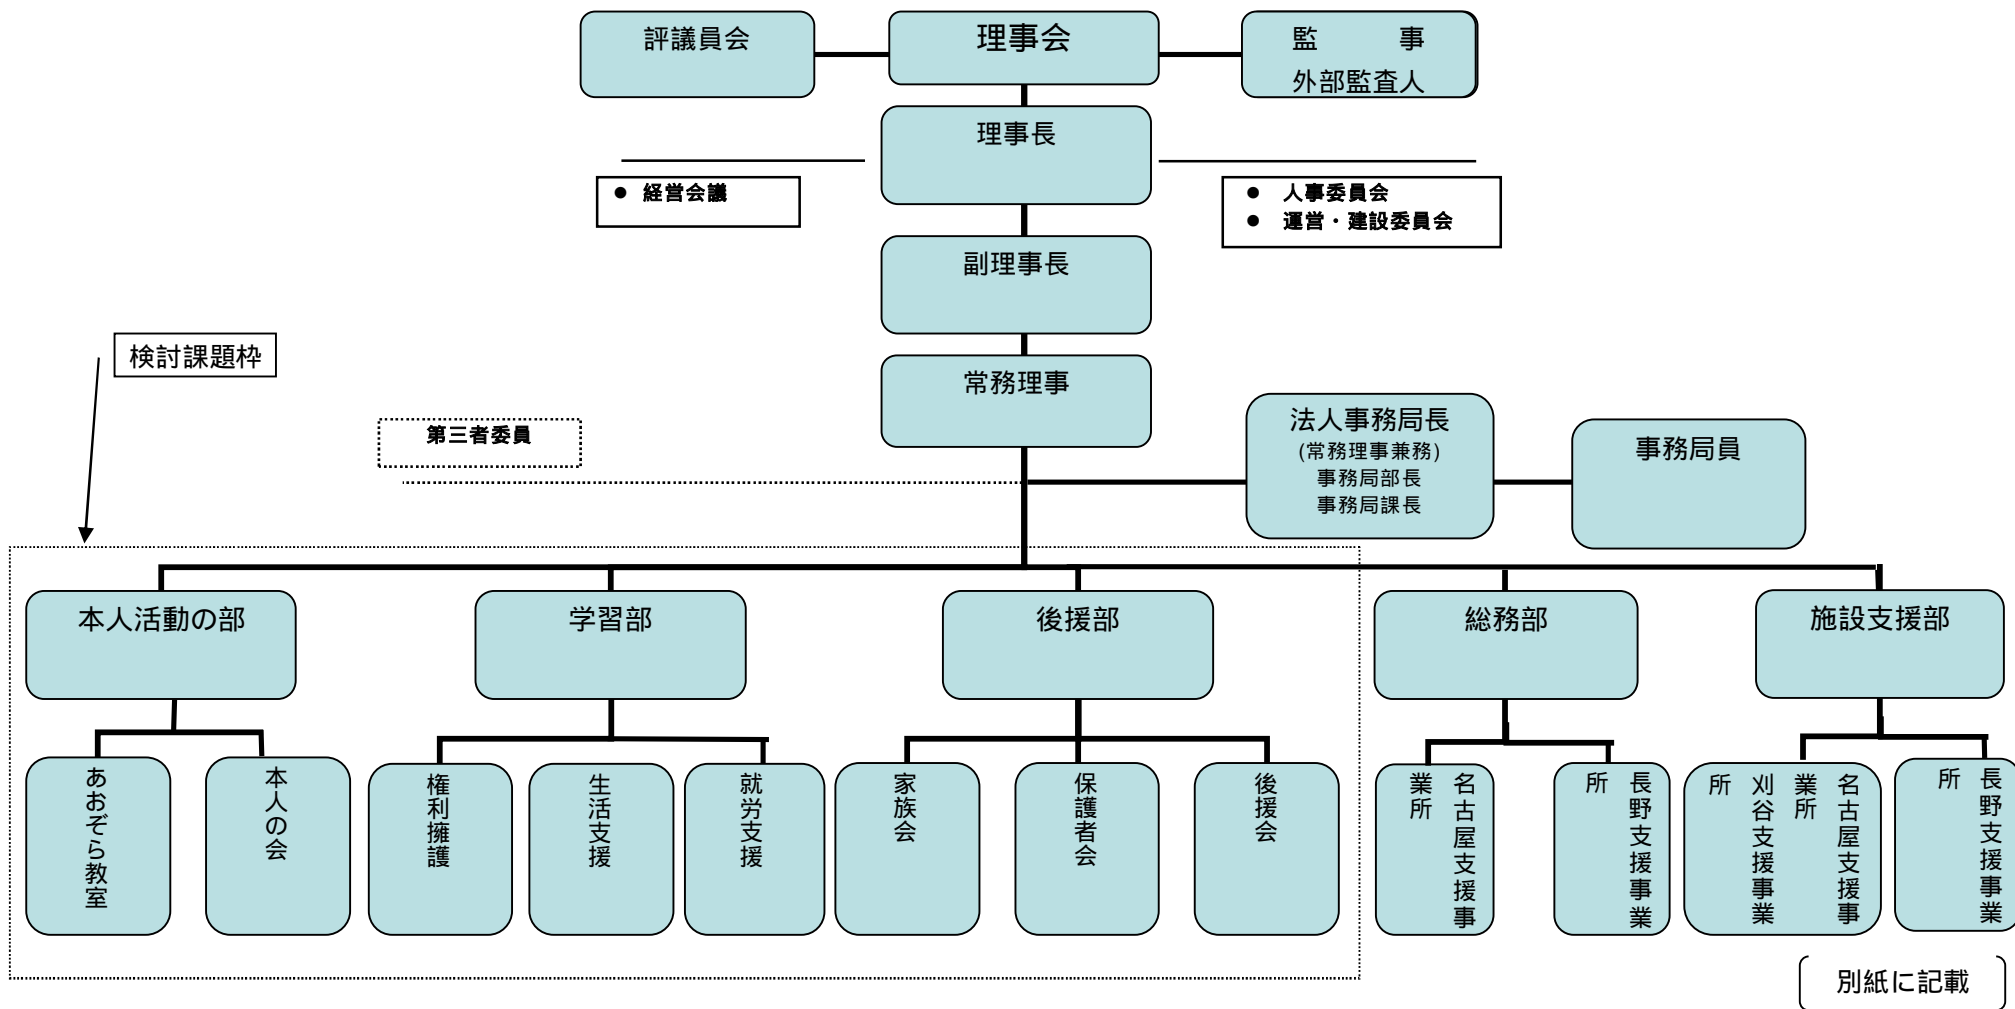 評議員会
理事会
監　　　事
外部監査人
理事長
● 経営会議
● 人事委員会
● 運営・建設委員会
副理事長
検討課題枠
常務理事
第三者委員
法人事務局長
(常務理事兼務)
事務局部長
事務局課長
事務局員
本人活動の部
学習部
後援部
総務部
施設支援部
あおぞら教室
本人の会
権利擁護
生活支援
就労支援
家族会
保護者会
後援会
名古屋支援事
業所
長野支援事業
所
名古屋支援事
業所
刈谷支援事業
所
長野支援事業
所
別紙に記載